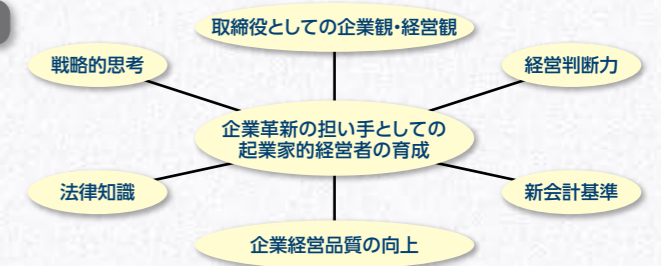 取締役としての企業観・経営観
戦略的思考
経営判断力
企業革新の担い手としての
起業家的経営者の育成
法律知識
新会計基準
企業経営品質の向上